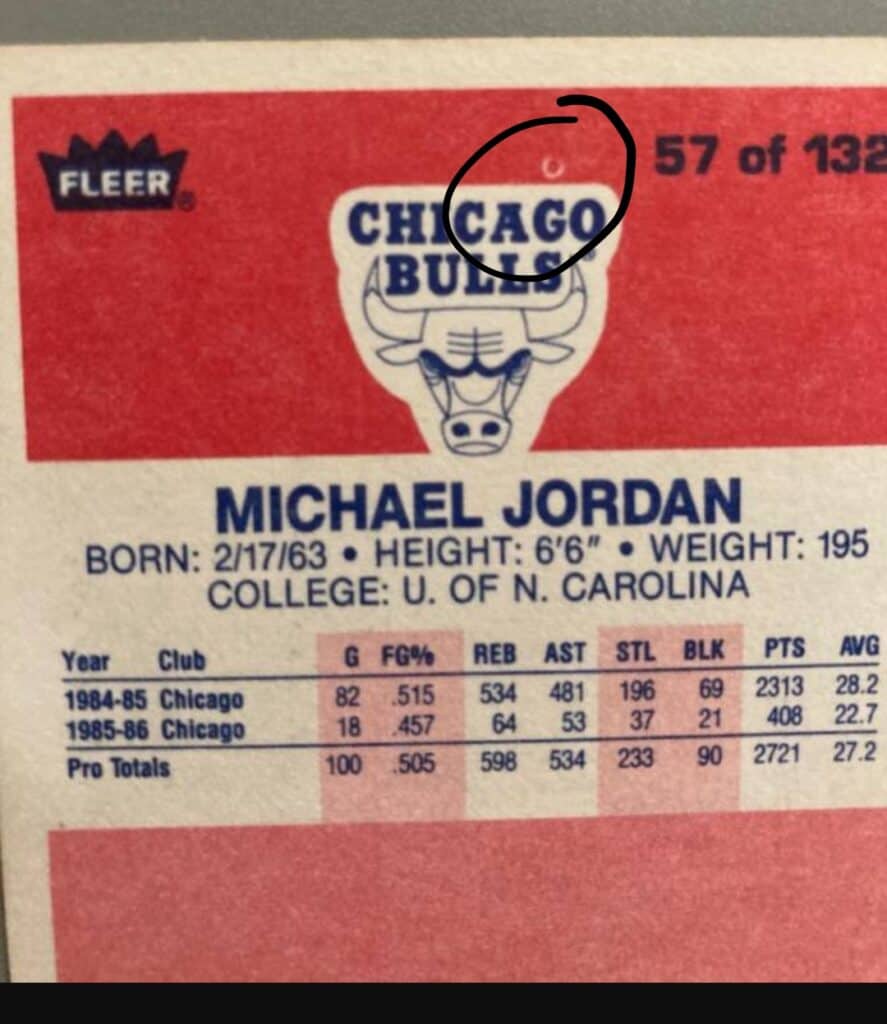 FLEER®
57 of 132
CHICAGO
BULLS®
MICHAEL JORDAN
BORN: 2/17/63 • HEIGHT: 6'6" • WEIGHT: 195
COLLEGE: U. OF N. CAROLINA
Year Club G FG% REB AST STL BLK PTS AVG
1984-85 Chicago 82 .515 534 481 196 69 2313 28.2
1985-86 Chicago 18 .457 64 53 37 21 408 22.7
Pro Totals 100 .505 598 534 233 90 2721 27.2